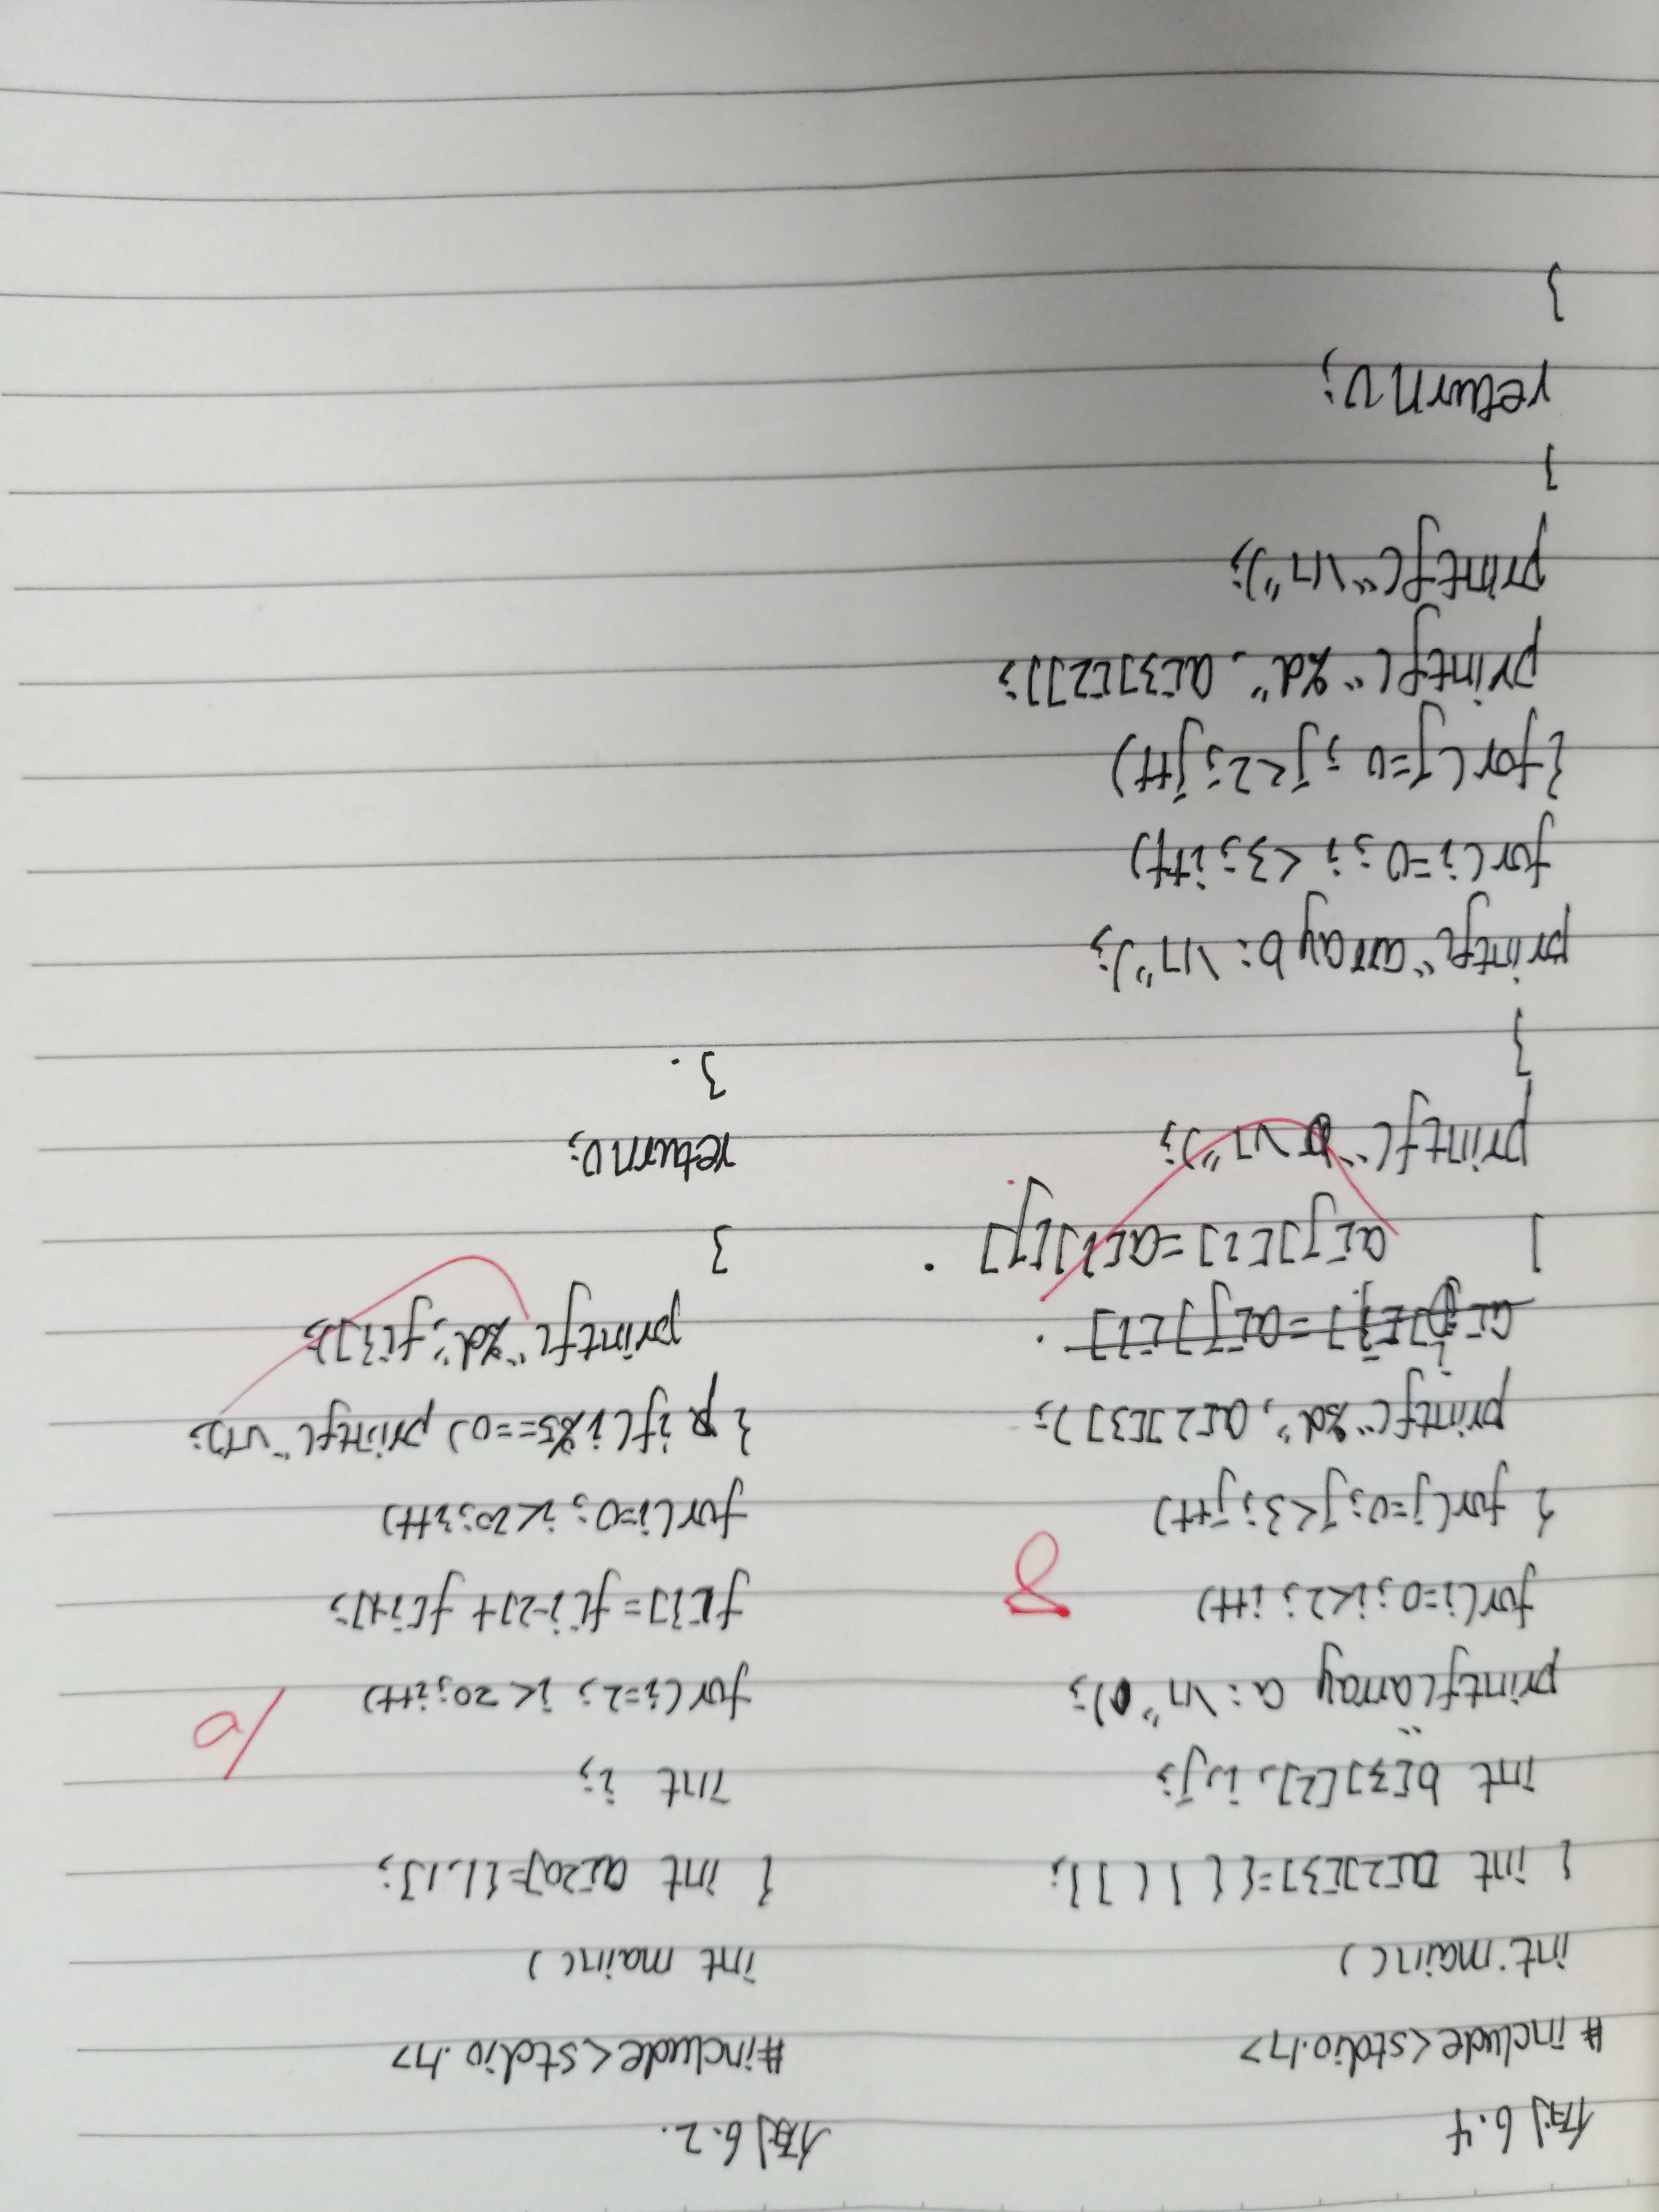 例6.4
#include<stdio.h>
int main()
{ int a[2][3]={{ } { }};
int b[3][2], i, j;
printf("array a:\n");
for(i=0;i<2;i++)
8
{ for(j=0;j<3;j++)
printf("%d", a[2][3]);
a[j][i]=a[i][j]
}
printf("\n");
}
printf("array b:\n");
for(i=0;i<3;i++)
{for(j=0;j<2;j++)
printf("%d", a[3][2]);
printf("\n");
}
return 0;
}
例6.2.
#include<stdio.h>
int main()
{ int a[20]={1,1};
int i;
10
for(i=2; i<20;i++)
f[i]=f[i-2]+f[i-1];
for(i=0; i<20;i++)
{ if(i%5==0) printf("\n");
printf("%d",f[i]);
}
return 0;
}.